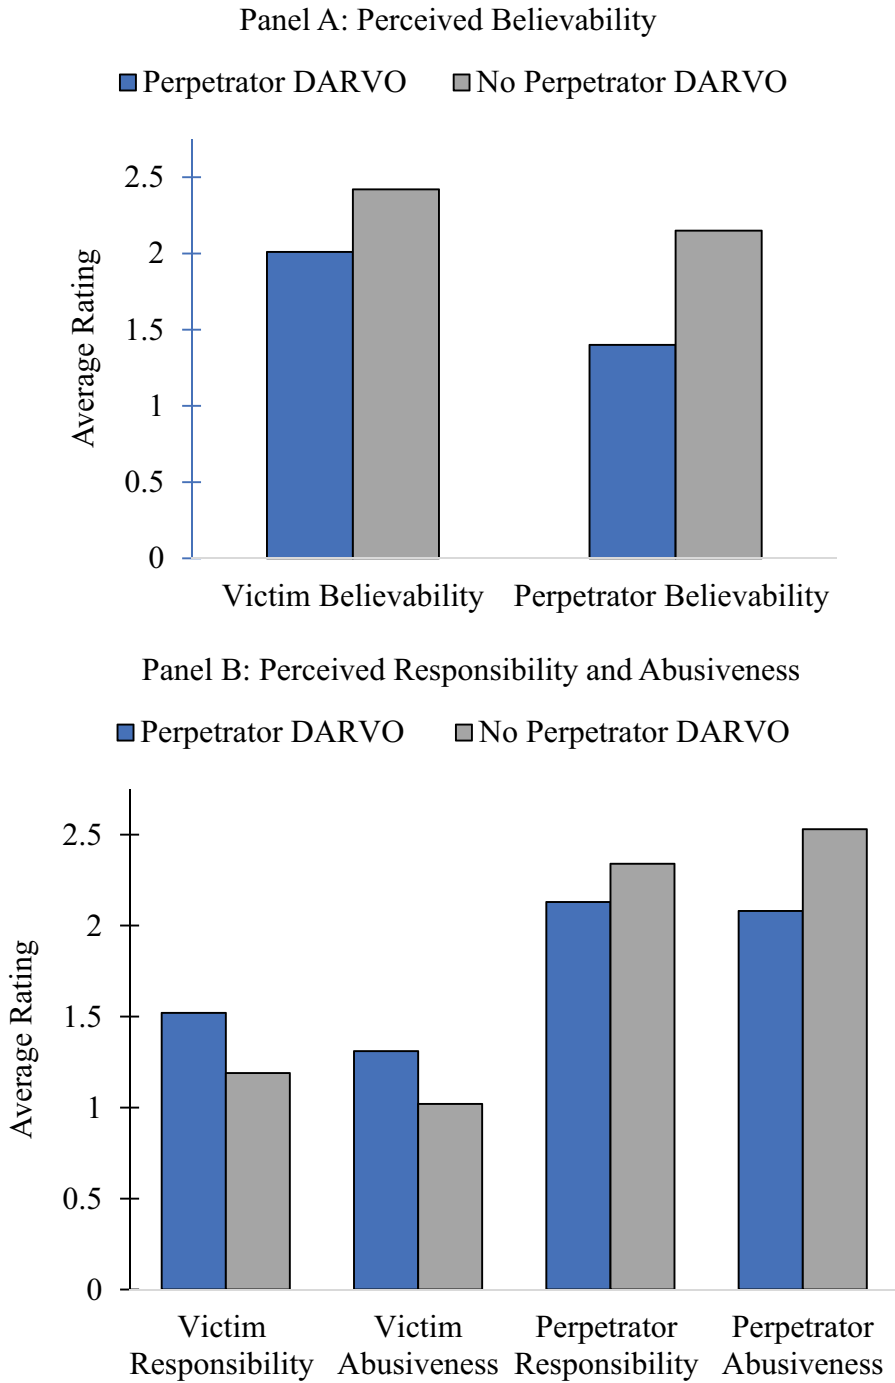 Panel A: Perceived Believability
Perpetrator DARVO No Perpetrator DARVO
2.5
2
1.5
1
0.5
0
Average Rating
Victim Believability Perpetrator Believability
Panel B: Perceived Responsibility and Abusiveness
Perpetrator DARVO No Perpetrator DARVO
2.5
2
1.5
1
0.5
0
Average Rating
Victim Responsibility
Victim Abusiveness
Perpetrator Responsibility
Perpetrator Abusiveness